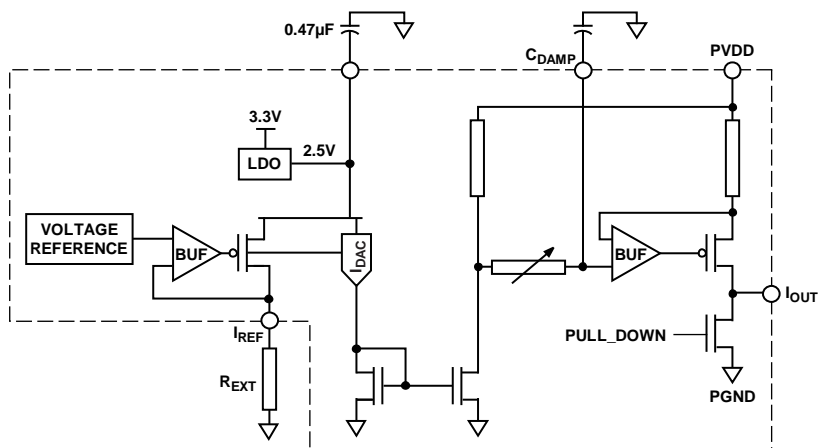 0.47µF
CDAMP
PVDD
3.3V
LDO
2.5V
VOLTAGE
REFERENCE
BUF
IDAC
BUF
IOUT
IREF
PULL_DOWN
REXT
PGND